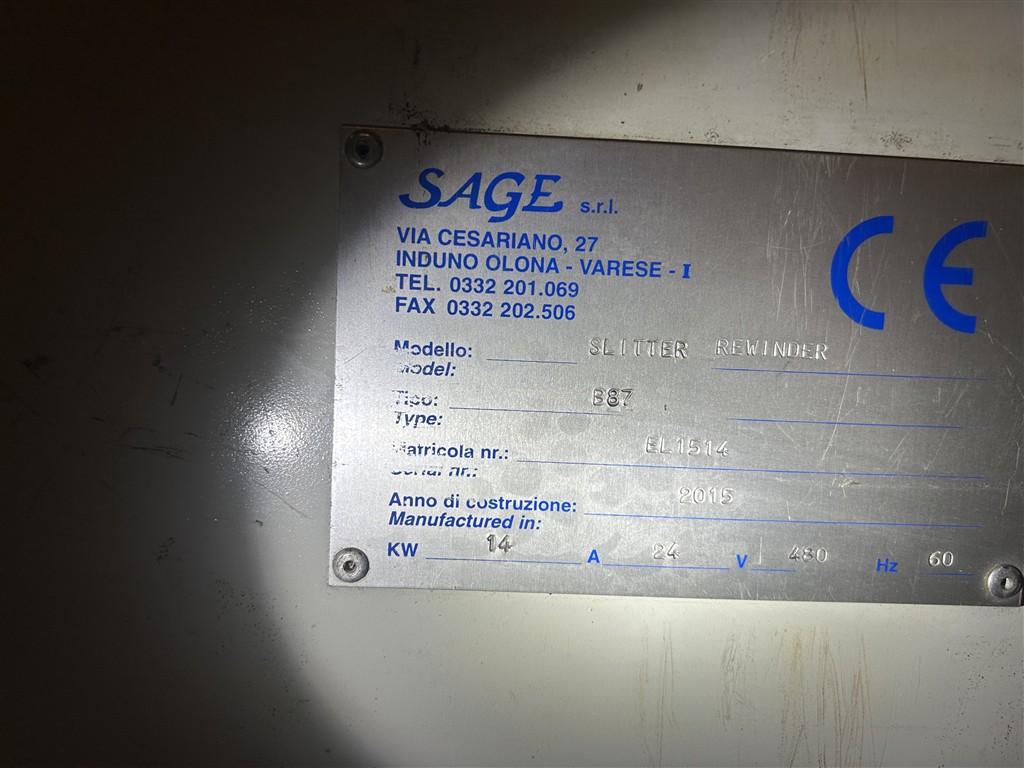 SAGE s.r.l.
VIA CESARIANO, 27
INDUNO OLONA - VARESE - I
TEL. 0332 201.069
FAX 0332 202.506
CE
Modello: SLITTER REWINDER
Model:
Tipo: B87
Type:
Matricola nr.: EL1514
Serial nr.:
Anno di costruzione: 2015
Manufactured in:
KW 14 A 24 V 480 Hz 60